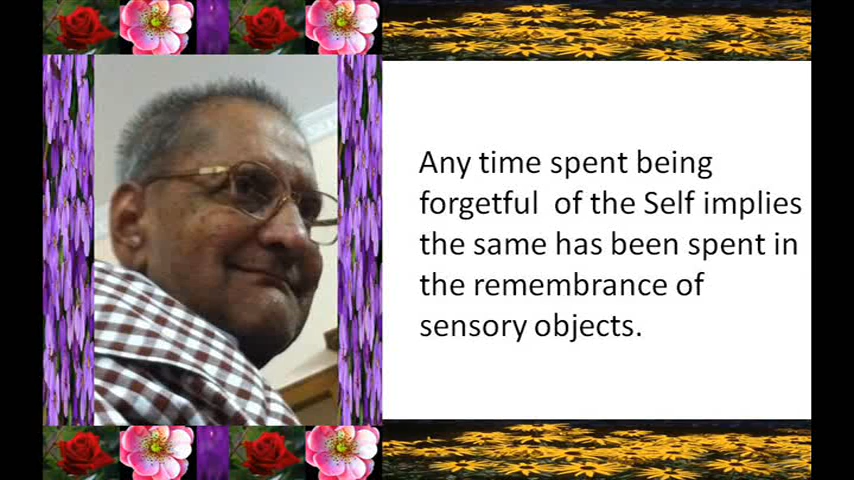 Any time spent being
forgetful  of the Self implies
the same has been spent in
the remembrance of
sensory objects.